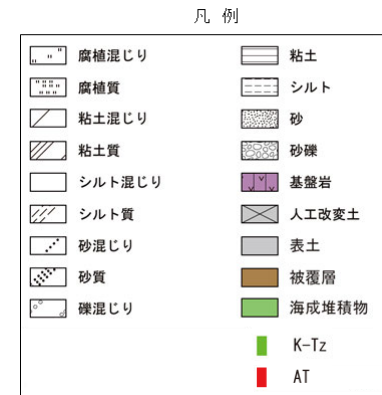 凡 例
腐植混じり
腐植質
粘土混じり
粘土質
シルト混じり
シルト質
砂混じり
砂質
礫混じり
粘土
シルト
砂
砂礫
基盤岩
人工改変土
表土
被覆層
海成堆積物
K-Tz
AT